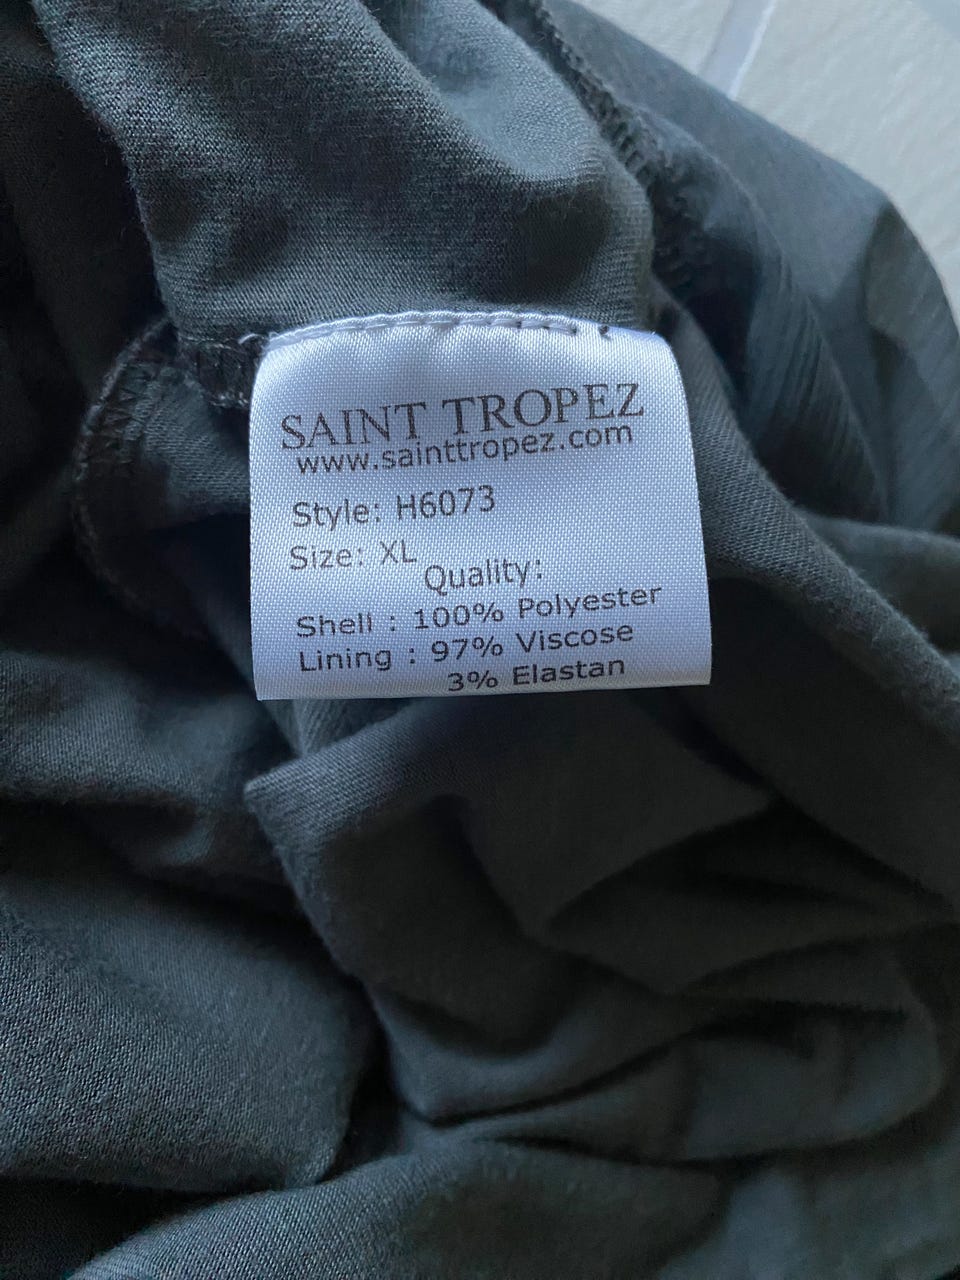 SAINT TROPEZ
www.sainttropez.com
Style: H6073
Size: XL
Quality:
Shell : 100% Polyester
Lining : 97% Viscose
3% Elastan